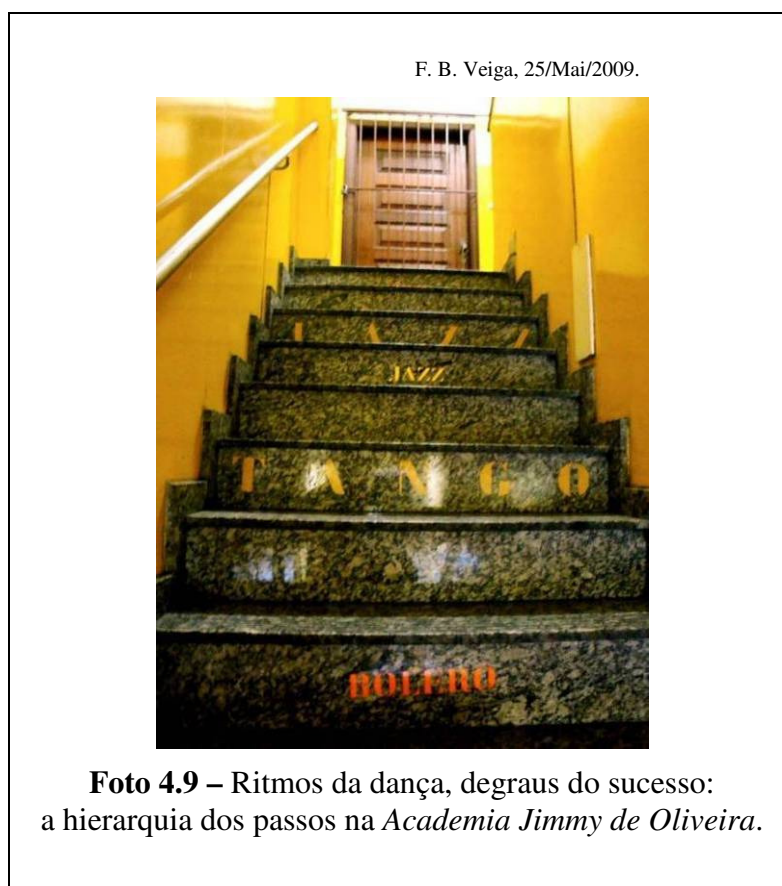 F. B. Veiga, 25/Mai/2009.
JAZZ
JAZZ
TANGO
BOLERO
Foto 4.9 – Ritmos da dança, degraus do sucesso:
a hierarquia dos passos na Academia Jimmy de Oliveira.